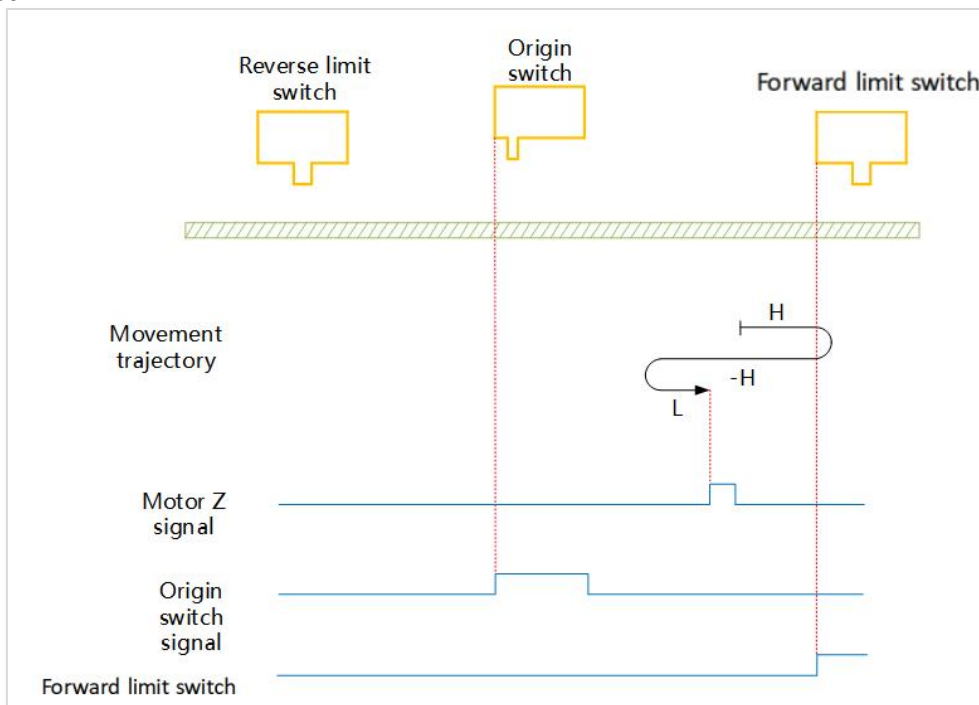 Reverse limit
switch
Origin
switch
Forward limit switch
Movement
trajectory
H
-H
L
Motor Z
signal
Origin
switch
signal
Forward limit switch